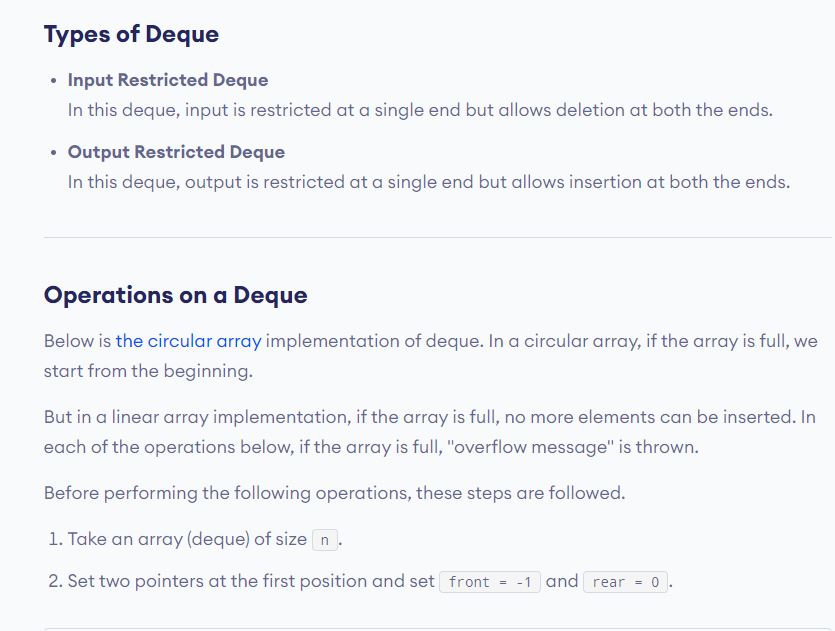 Types of Deque
• Input Restricted Deque
In this deque, input is restricted at a single end but allows deletion at both the ends.
• Output Restricted Deque
In this deque, output is restricted at a single end but allows insertion at both the ends.
Operations on a Deque
Below is the circular array implementation of deque. In a circular array, if the array is full, we
start from the beginning.
But in a linear array implementation, if the array is full, no more elements can be inserted. In
each of the operations below, if the array is full, "overflow message" is thrown.
Before performing the following operations, these steps are followed.
1. Take an array (deque) of size n.
2. Set two pointers at the first position and set front = -1 and rear = 0.